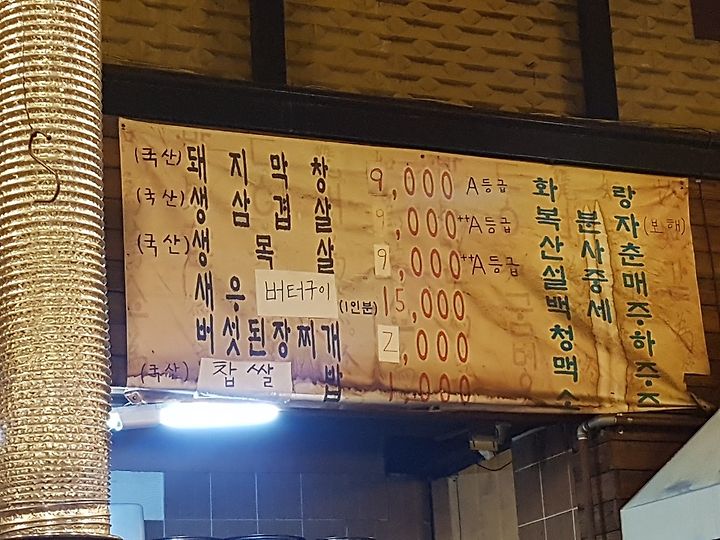 (국산) 돼지막창 9,000 A등급
(국산) 생삼겹살 9,000 ++A등급
(국산) 생목살 9,000 ++A등급
새우 버터구이 (1인분) 15,000
버섯된장찌개 2,000
(국산) 찹쌀밥 1,000
화랑
복분자 (보해)
산사춘
설중매
백세주
청하
맥주
소주